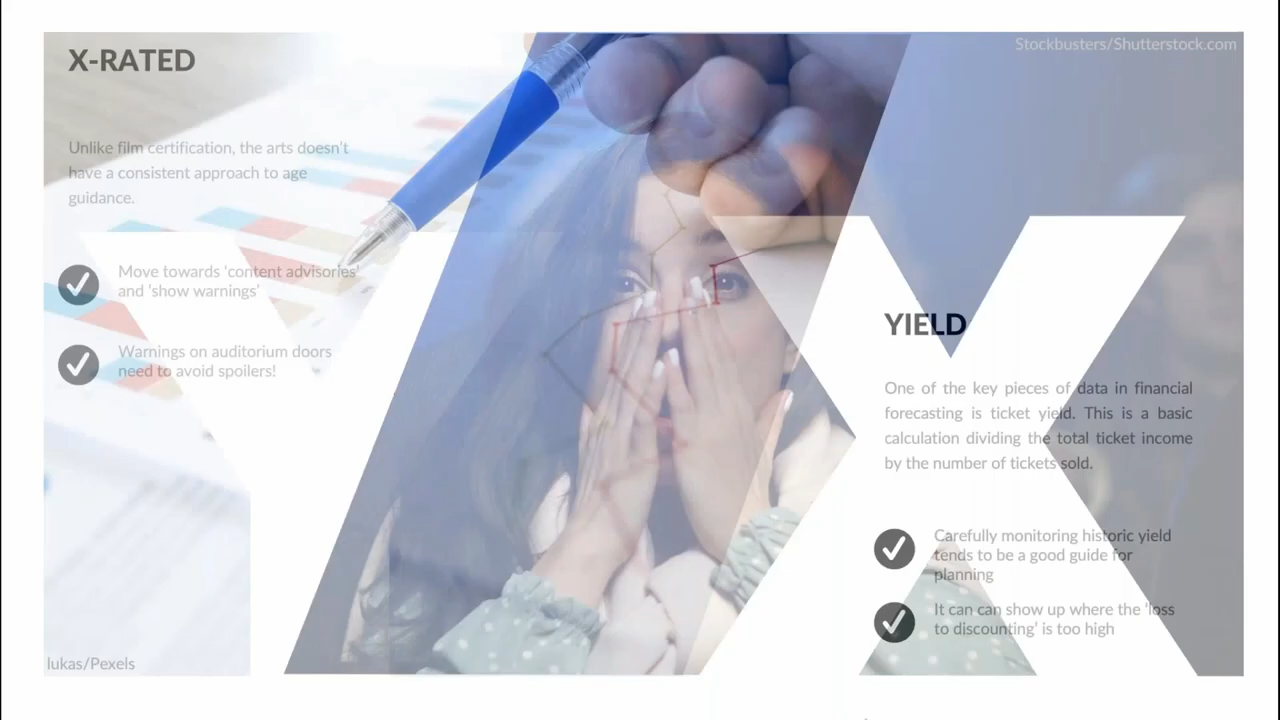 X-RATED
Unlike film certification, the arts doesn't
have a consistent approach to age
guidance.
Move towards 'content advisories'
and 'show warnings'
Warnings on auditorium doors
need to avoid spoilers!
lukas/Pexels
Stockbusters/Shutterstock.com
YIELD
One of the key pieces of data in financial
forecasting is ticket yield. This is a basic
calculation dividing the total ticket income
by the number of tickets sold.
Carefully monitoring historic yield
tends to be a good guide for
planning
It can can show up where the 'loss
to discounting' is too high
Y
X